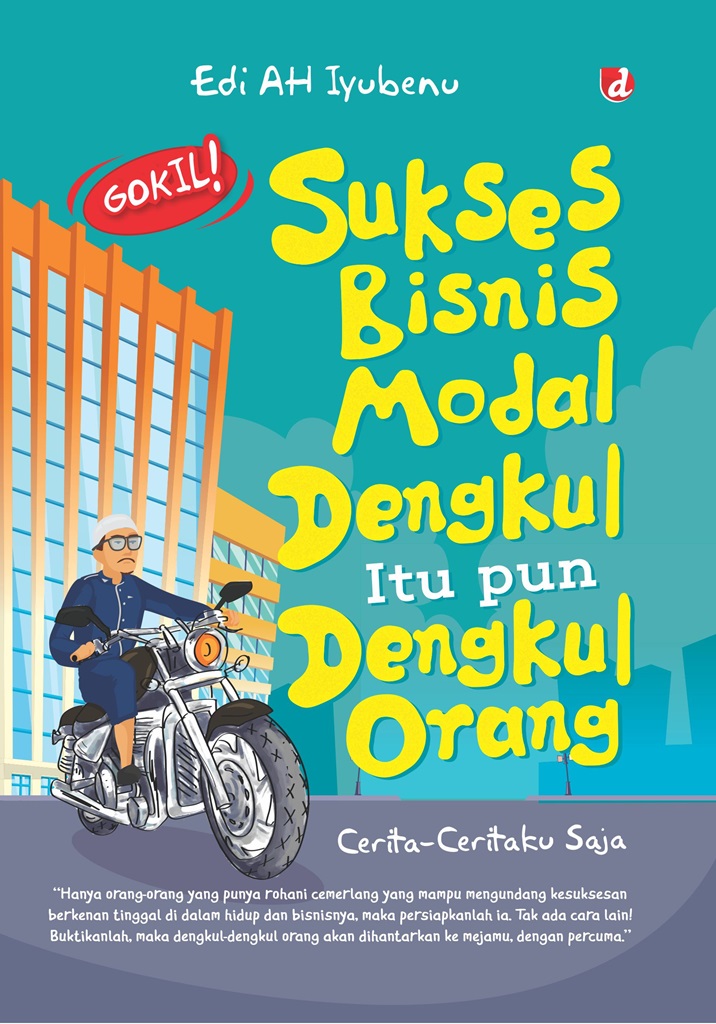 Edi AH Iyubenu
d
GOKIL!
Sukses
Bisnis
Modal
Dengkul
Itu pun
Dengkul
Orang
Cerita-Ceritaku Saja
"Hanya orang-orang yang punya rohani cemerlang yang mampu mengundang kesuksesan
berkenan tinggal di dalam hidup dan bisnisnya, maka persiapkanlah ia. Tak ada cara lain!
Buktikanlah, maka dengkul-dengkul orang akan dihantarkan ke mejamu, dengan percuma."